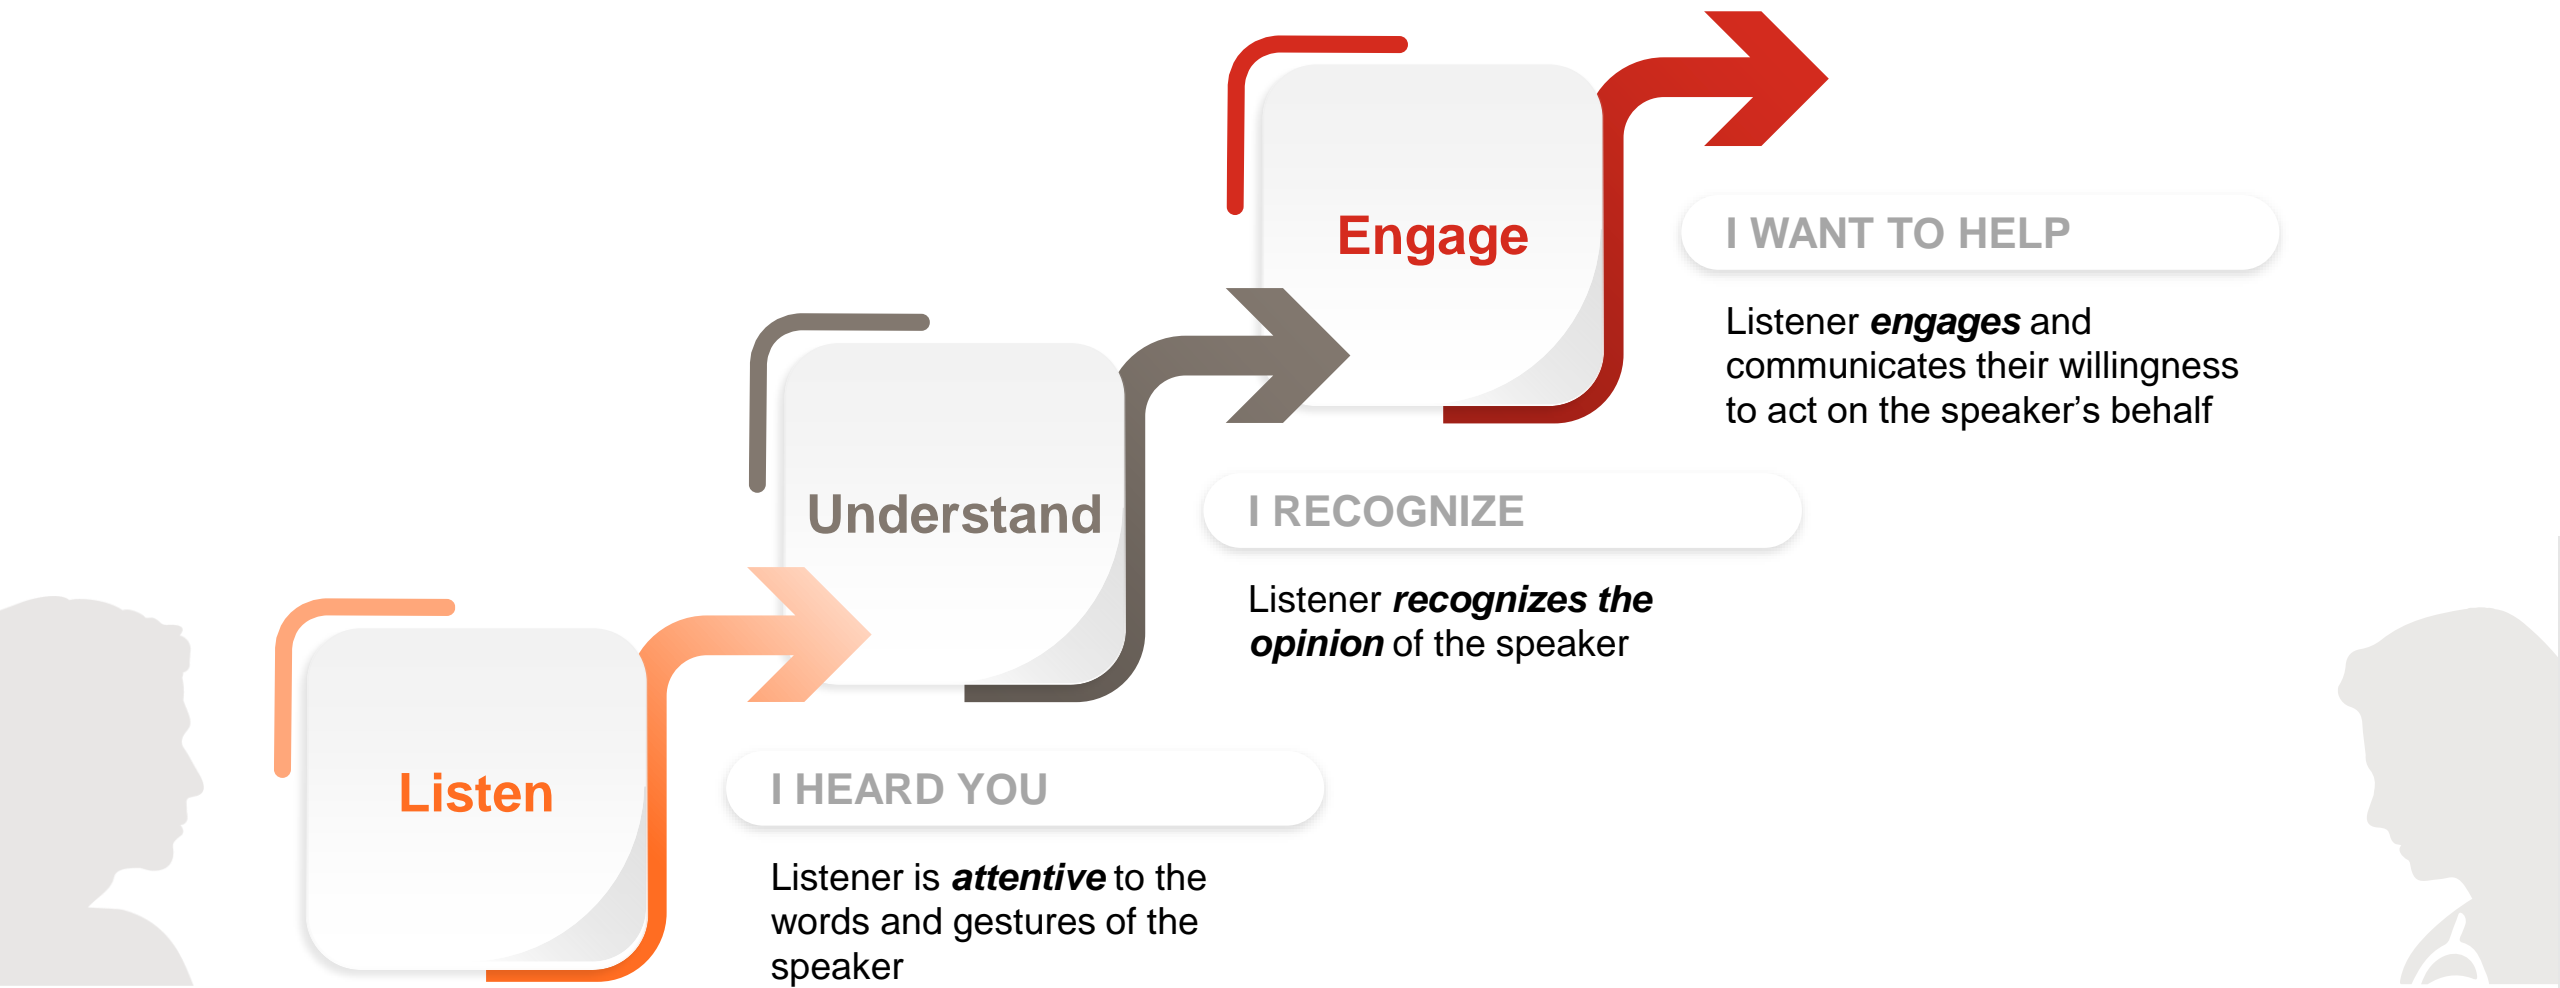 Engage
I WANT TO HELP
Listener engages and
communicates their willingness
to act on the speaker’s behalf
Understand
I RECOGNIZE
Listener recognizes the
opinion of the speaker
Listen
I HEARD YOU
Listener is attentive to the
words and gestures of the
speaker